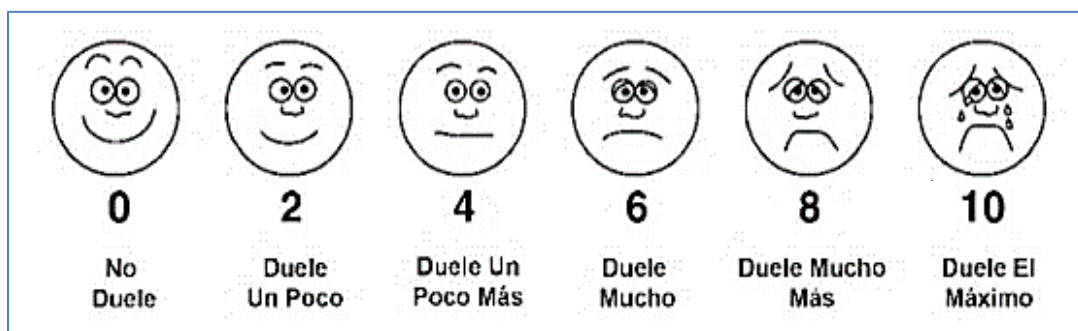 0 2 4 6 8 10
No Duele Duele Un Duele Duele Mucho Duele El
Duele Un Poco Poco Más Mucho Más Máximo